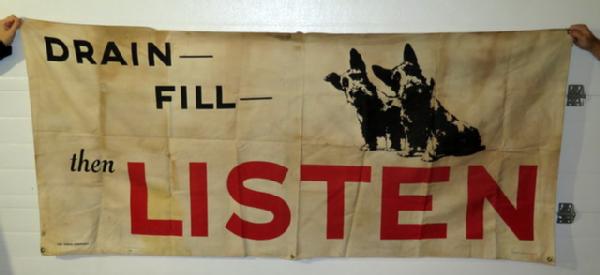 DRAIN—
FILL—
then LISTEN